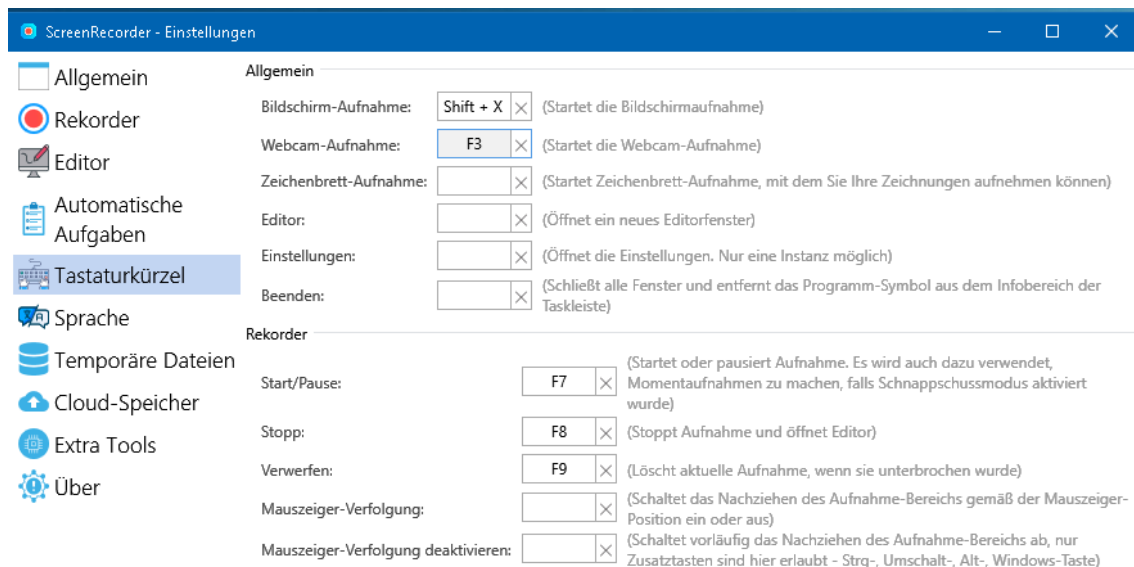 ScreenRecorder - Einstellungen
Allgemein
Rekorder
Editor
Automatische
Aufgaben
Tastaturkürzel
Sprache
Temporäre Dateien
Cloud-Speicher
Extra Tools
Über
Allgemein
Bildschirm-Aufnahme: Shift + X (Startet die Bildschirmaufnahme)
Webcam-Aufnahme: F3 (Startet die Webcam-Aufnahme)
Zeichenbrett-Aufnahme: (Startet Zeichenbrett-Aufnahme, mit dem Sie Ihre Zeichnungen aufnehmen können)
Editor: (Öffnet ein neues Editorfenster)
Einstellungen: (Öffnet die Einstellungen. Nur eine Instanz möglich)
Beenden: (Schließt alle Fenster und entfernt das Programm-Symbol aus dem Infobereich der
Taskleiste)
Rekorder
(Startet oder pausiert Aufnahme. Es wird auch dazu verwendet,
Start/Pause: F7 Momentaufnahmen zu machen, falls Schnappschussmodus aktiviert
wurde)
Stopp: F8 (Stoppt Aufnahme und öffnet Editor)
Verwerfen: F9 (Löscht aktuelle Aufnahme, wenn sie unterbrochen wurde)
Mauszeiger-Verfolgung: (Schaltet das Nachziehen des Aufnahme-Bereichs gemäß der Mauszeiger-
Position ein oder aus)
Mauszeiger-Verfolgung deaktivieren: (Schaltet vorläufig das Nachziehen des Aufnahme-Bereichs ab, nur
Zusatztasten sind hier erlaubt - Strg-, Umschalt-, Alt-, Windows-Taste)